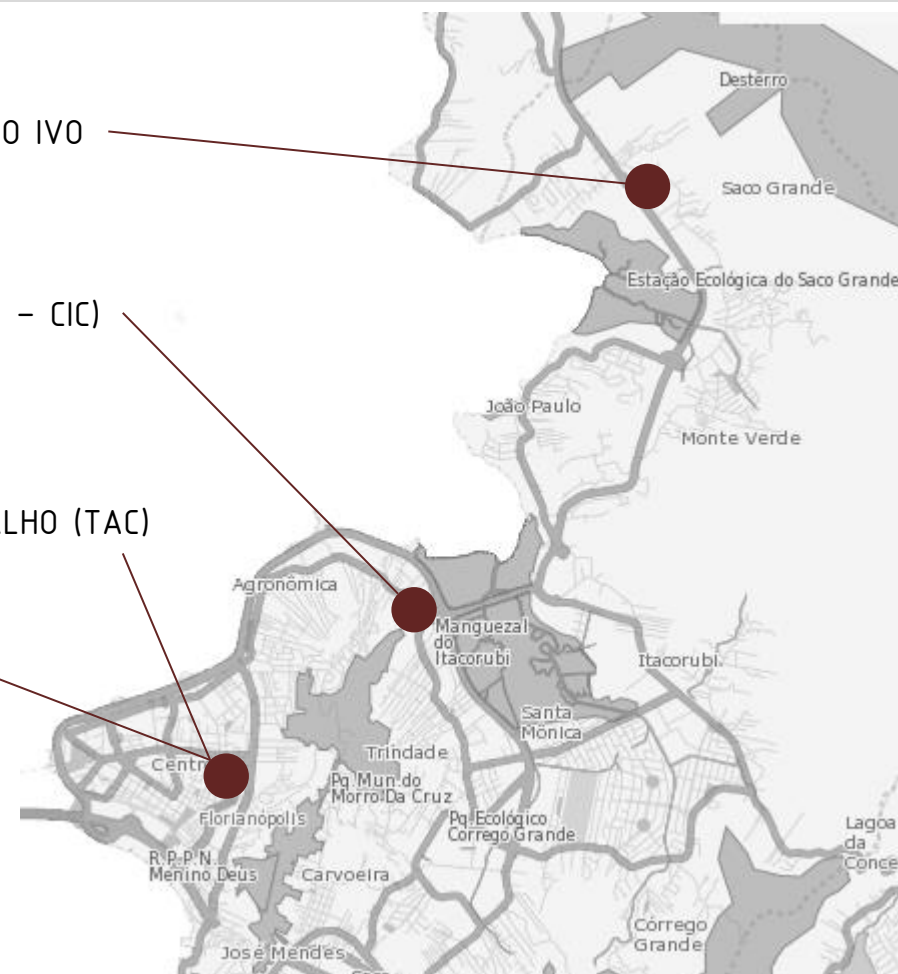 Desterro
O IVO
Saco Grande
Estação Ecológica do Saco Grande
– CIC)
João Paulo
Monte Verde
LHO (TAC)
Agronômica
Manguezal
do
Itacorubi
Itacorubi
Santa
Mônica
Trindade
Centr
Pq.Mun.do
Morro Da Cruz
Florianópolis
Pq.Ecológico
Córrego Grande
Lagoa
da
Conce
R.P.P.N.
Menino Deus
Carvoeira
Córrego
Grande
José Mendes